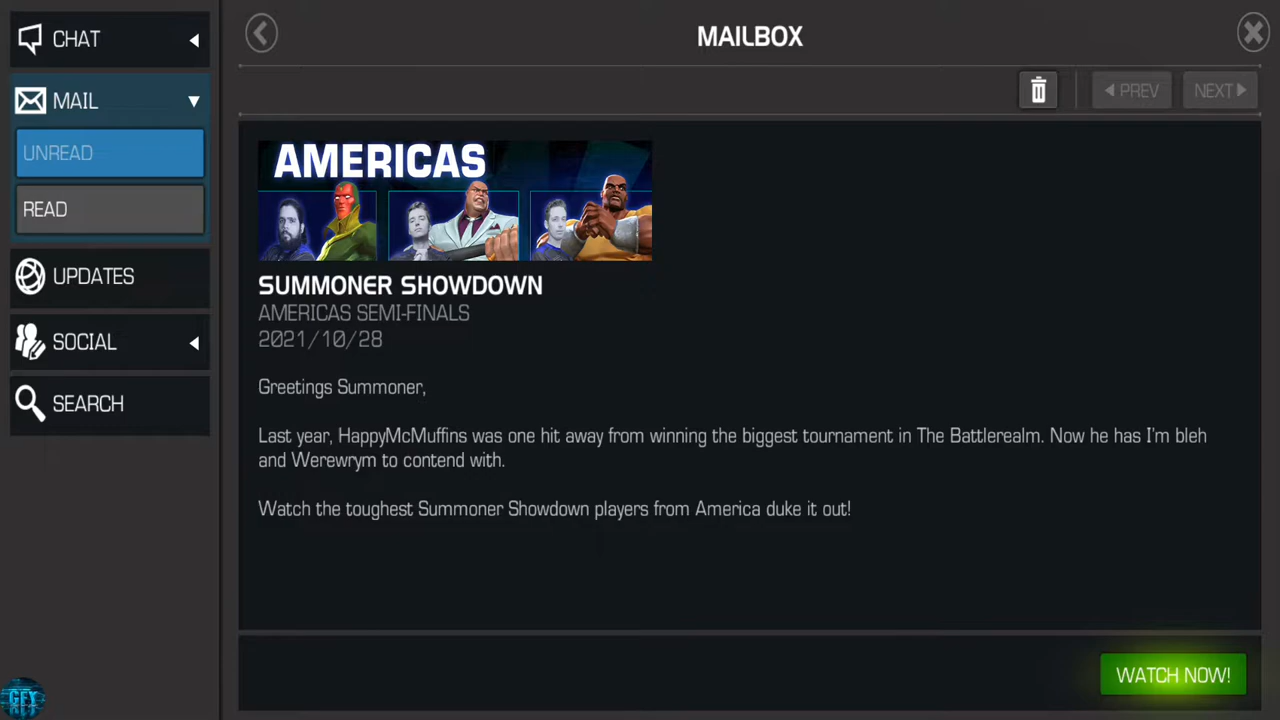 CHAT
MAILBOX
MAIL
PREV
NEXT
UNREAD
READ
UPDATES
SOCIAL
SEARCH
AMERICAS
SUMMONER SHOWDOWN
AMERICAS SEMI-FINALS
2021/10/28
Greetings Summoner,
Last year, HappyMcMuffins was one hit away from winning the biggest tournament in The Battlerealm. Now he has I'm bleh
and Werewrym to contend with.
Watch the toughest Summoner Showdown players from America duke it out!
WATCH NOW!